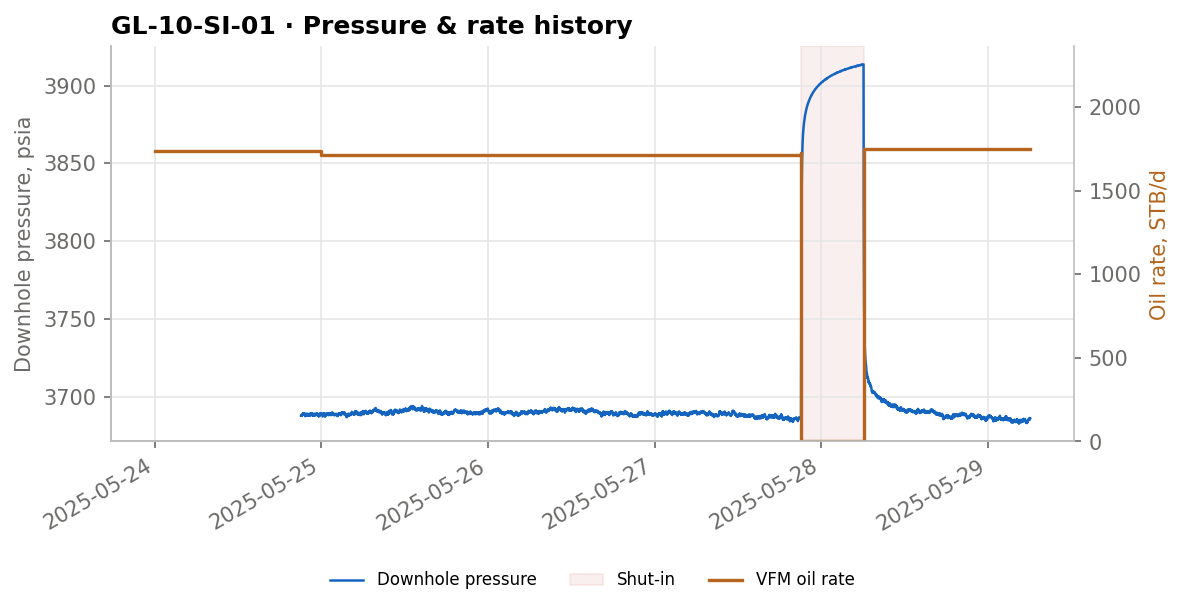 GL-10-SI-01 · Pressure & rate history
Downhole pressure, psia
3900
3850
3800
3750
3700
2000
1500
1000
500
0
Oil rate, STB/d
2025-05-24
2025-05-25
2025-05-26
2025-05-27
2025-05-28
2025-05-29
Downhole pressure
Shut-in
VFM oil rate